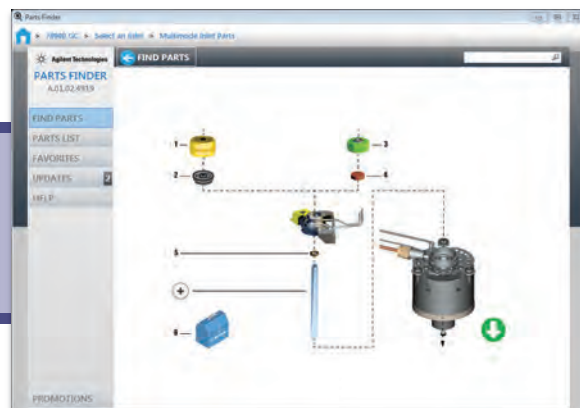 Parts Finder
7890 GC Select an Inlet Multimode Inlet Parts
Agilent Technologies
FIND PARTS
PARTS FINDER
A.01.02.4919
FIND PARTS
PARTS LIST
FAVORITES
UPDATES 2
HELP
1
3
2
4
5
+
6
PROMOTIONS